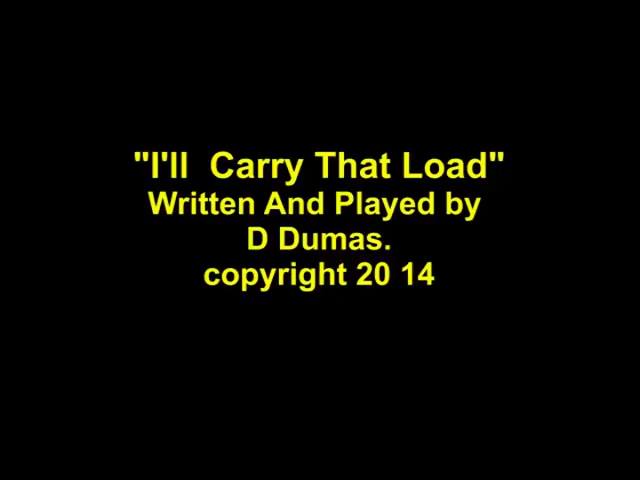 "I'll  Carry That Load"
Written And Played by
D Dumas.
copyright 20 14